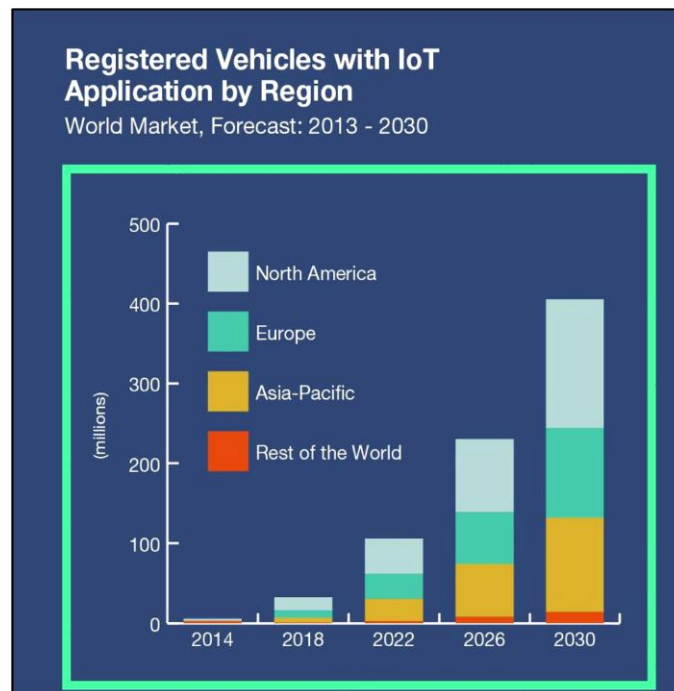 Registered Vehicles with IoT
Application by Region
World Market, Forecast: 2013 - 2030
500
400
300
200
100
0
(millions)
North America
Europe
Asia-Pacific
Rest of the World
2014 2018 2022 2026 2030